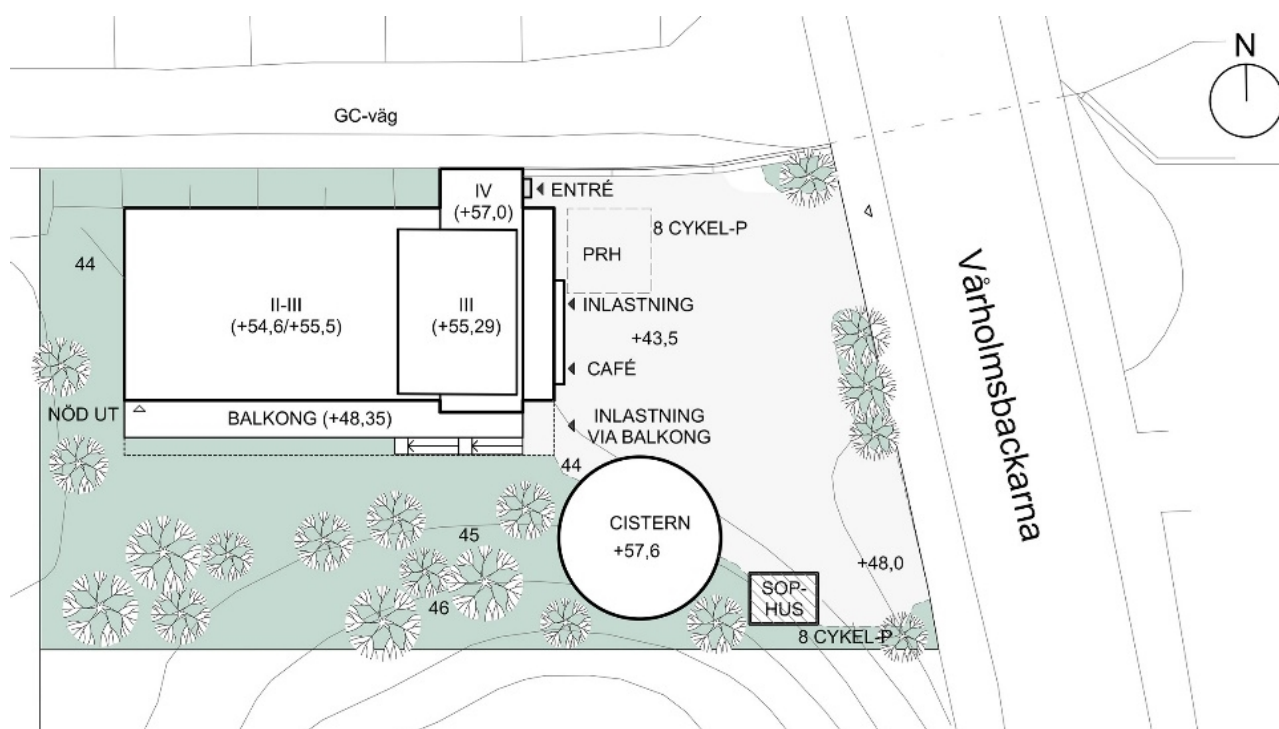 N
GC-väg
IV
(+57,0)
ENTRÉ
8 CYKEL-P
PRH
44
II-III
(+54,6/+55,5)
III
(+55,29)
INLASTNING
+43,5
CAFÉ
NÖD UT
BALKONG (+48,35)
INLASTNING
VIA BALKONG
Vårholmsbackarna
44
45
46
CISTERN
+57,6
+48,0
SOP-
HUS
8 CYKEL-P